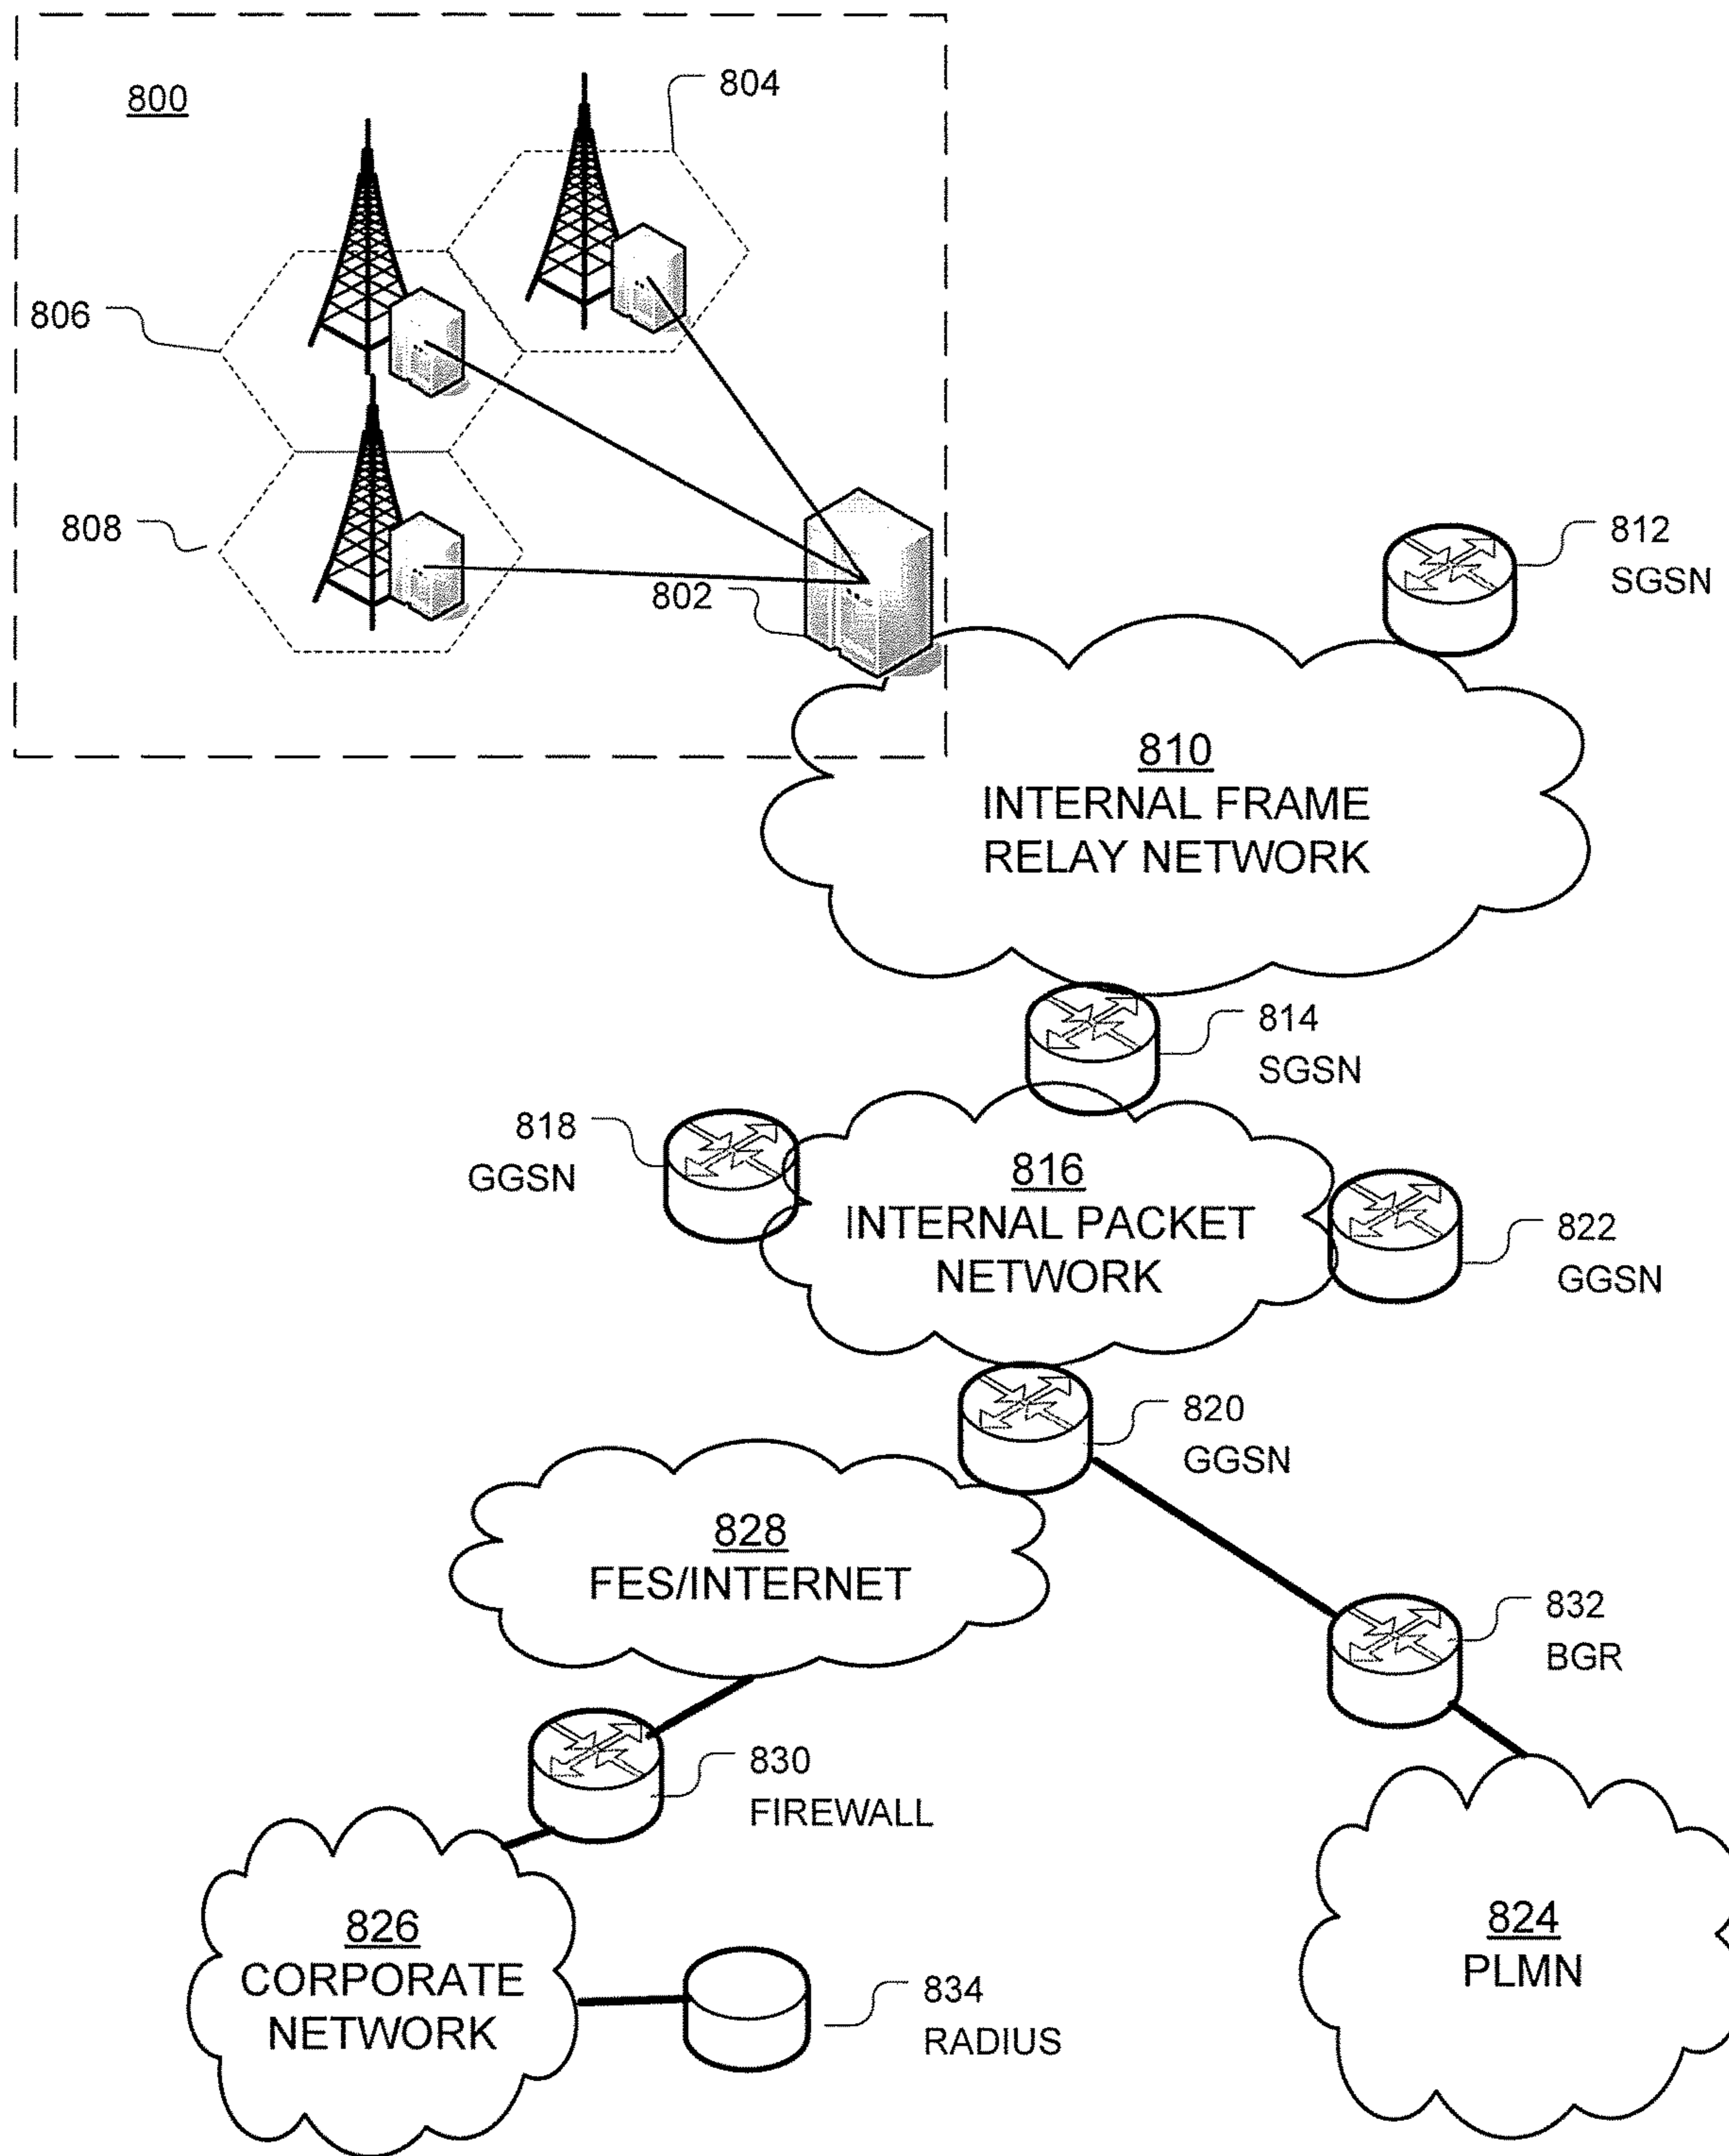 800
804
806
808
802
812
SGSN
810
INTERNAL FRAME
RELAY NETWORK
814
SGSN
818
GGSN
816
INTERNAL PACKET
NETWORK
822
GGSN
820
GGSN
828
FES/INTERNET
832
BGR
830
FIREWALL
826
CORPORATE
NETWORK
834
RADIUS
824
PLMN